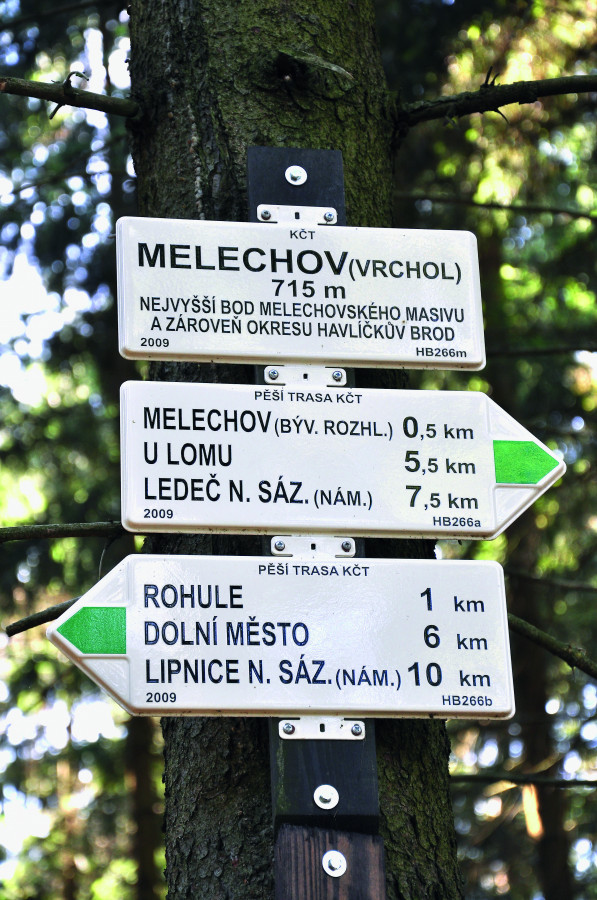 KČT
MELECHOV (VRCHOL)
715 m
NEJVYŠŠÍ BOD MELECHOVSKÉHO MASIVU
A ZÁROVEŇ OKRESU HAVLÍČKŮV BROD
2009 HB266m
PĚŠÍ TRASA KČT
MELECHOV (BÝV. ROZHL.) 0,5 km
U LOMU 5,5 km
LEDEČ N. SÁZ. (NÁM.) 7,5 km
2009 HB266a
PĚŠÍ TRASA KČT
ROHULE 1 km
DOLNÍ MĚSTO 6 km
LIPNICE N. SÁZ. (NÁM.) 10 km
2009 HB266b